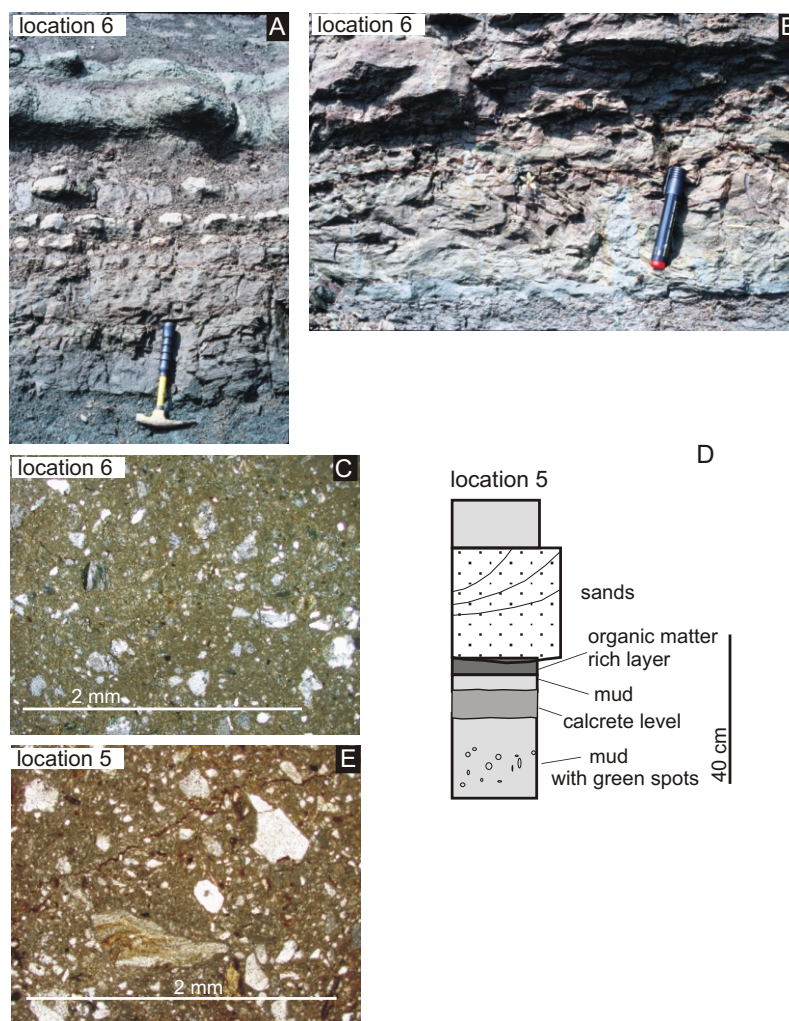 location 6
A
location 6
B
location 6
C
2 mm
D
location 5
sands
organic matter
rich layer
mud
calcrete level
mud
with green spots
40 cm
location 5
E
2 mm